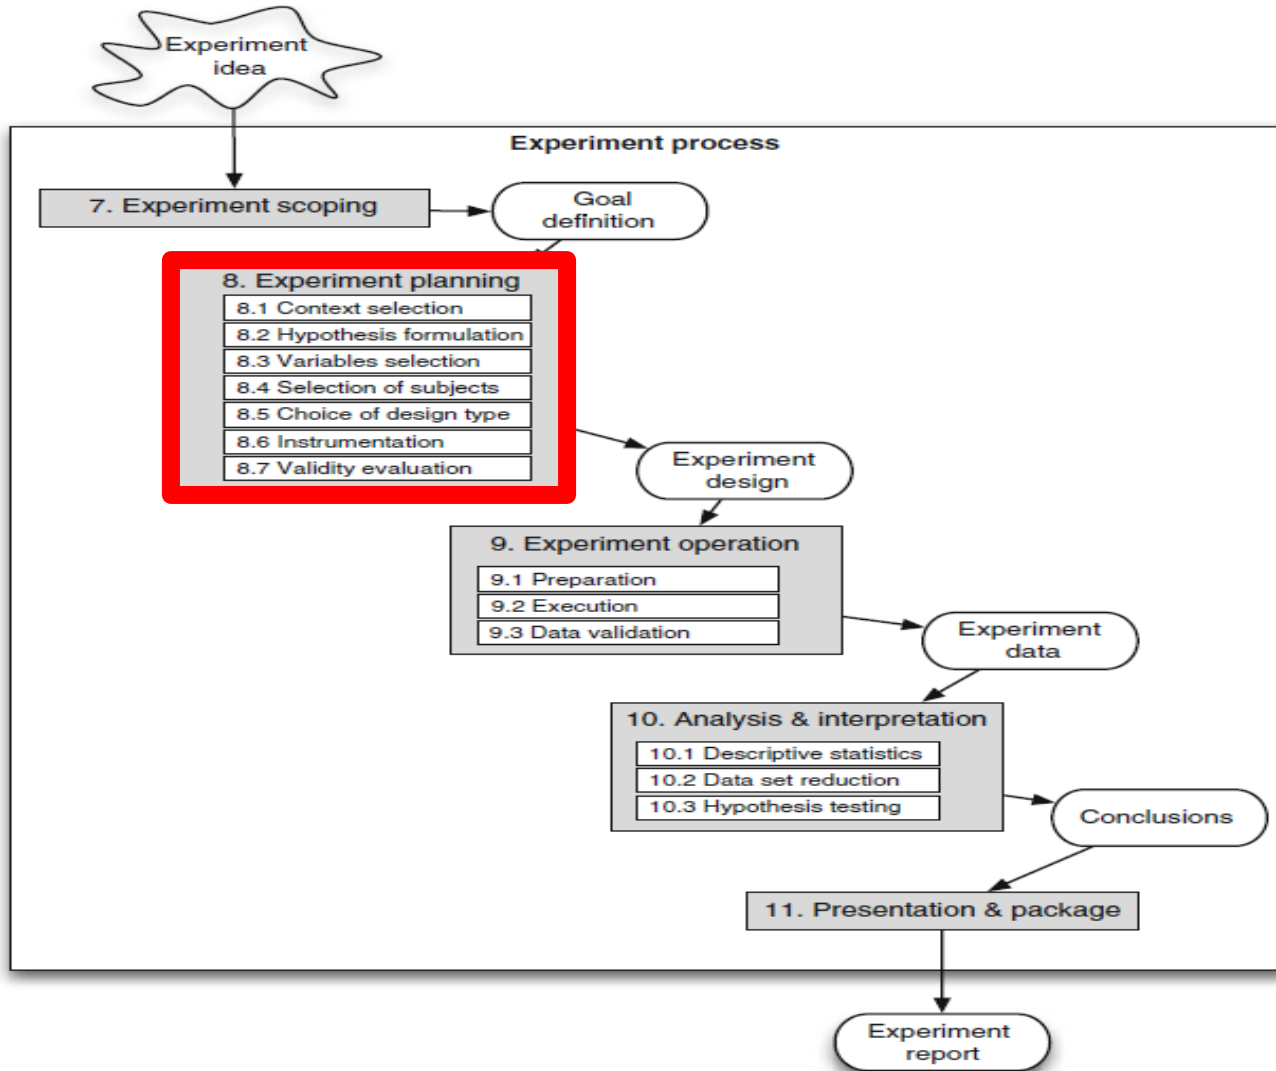 Experiment
idea
Experiment process
7. Experiment scoping
Goal
definition
8. Experiment planning
8.1 Context selection
8.2 Hypothesis formulation
8.3 Variables selection
8.4 Selection of subjects
8.5 Choice of design type
8.6 Instrumentation
8.7 Validity evaluation
Experiment
design
9. Experiment operation
9.1 Preparation
9.2 Execution
9.3 Data validation
Experiment
data
10. Analysis & interpretation
10.1 Descriptive statistics
10.2 Data set reduction
10.3 Hypothesis testing
Conclusions
11. Presentation & package
Experiment
report